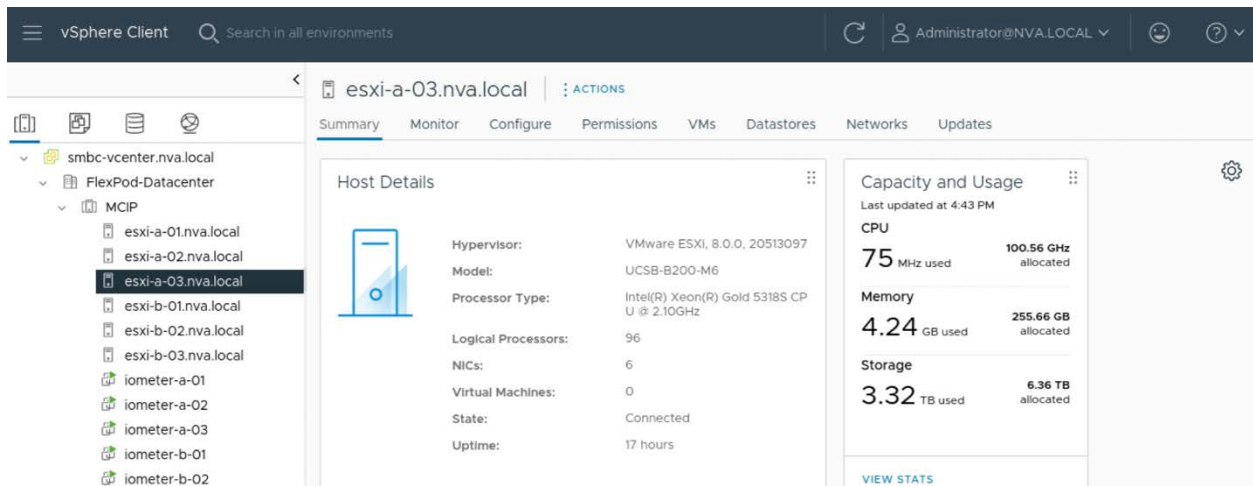 vSphere Client
Search in all environments
Administrator@NVA.LOCAL
esxi-a-03.nva.local
ACTIONS
Summary Monitor Configure Permissions VMs Datastores Networks Updates
smbc-vcenter.nva.local
FlexPod-Datacenter
MCIP
esxi-a-01.nva.local
esxi-a-02.nva.local
esxi-a-03.nva.local
esxi-b-01.nva.local
esxi-b-02.nva.local
esxi-b-03.nva.local
iometer-a-01
iometer-a-02
iometer-a-03
iometer-b-01
iometer-b-02
Host Details
Hypervisor: VMware ESXi, 8.0.0, 20513097
Model: UCSB-B200-M6
Processor Type: Intel(R) Xeon(R) Gold 5318S CP
U @ 2.10GHz
Logical Processors: 96
NICs: 6
Virtual Machines: 0
State: Connected
Uptime: 17 hours
Capacity and Usage
Last updated at 4:43 PM
CPU
75 MHz used 100.56 GHz
allocated
Memory
4.24 GB used 255.66 GB
allocated
Storage
3.32 TB used 6.36 TB
allocated
VIEW STATS